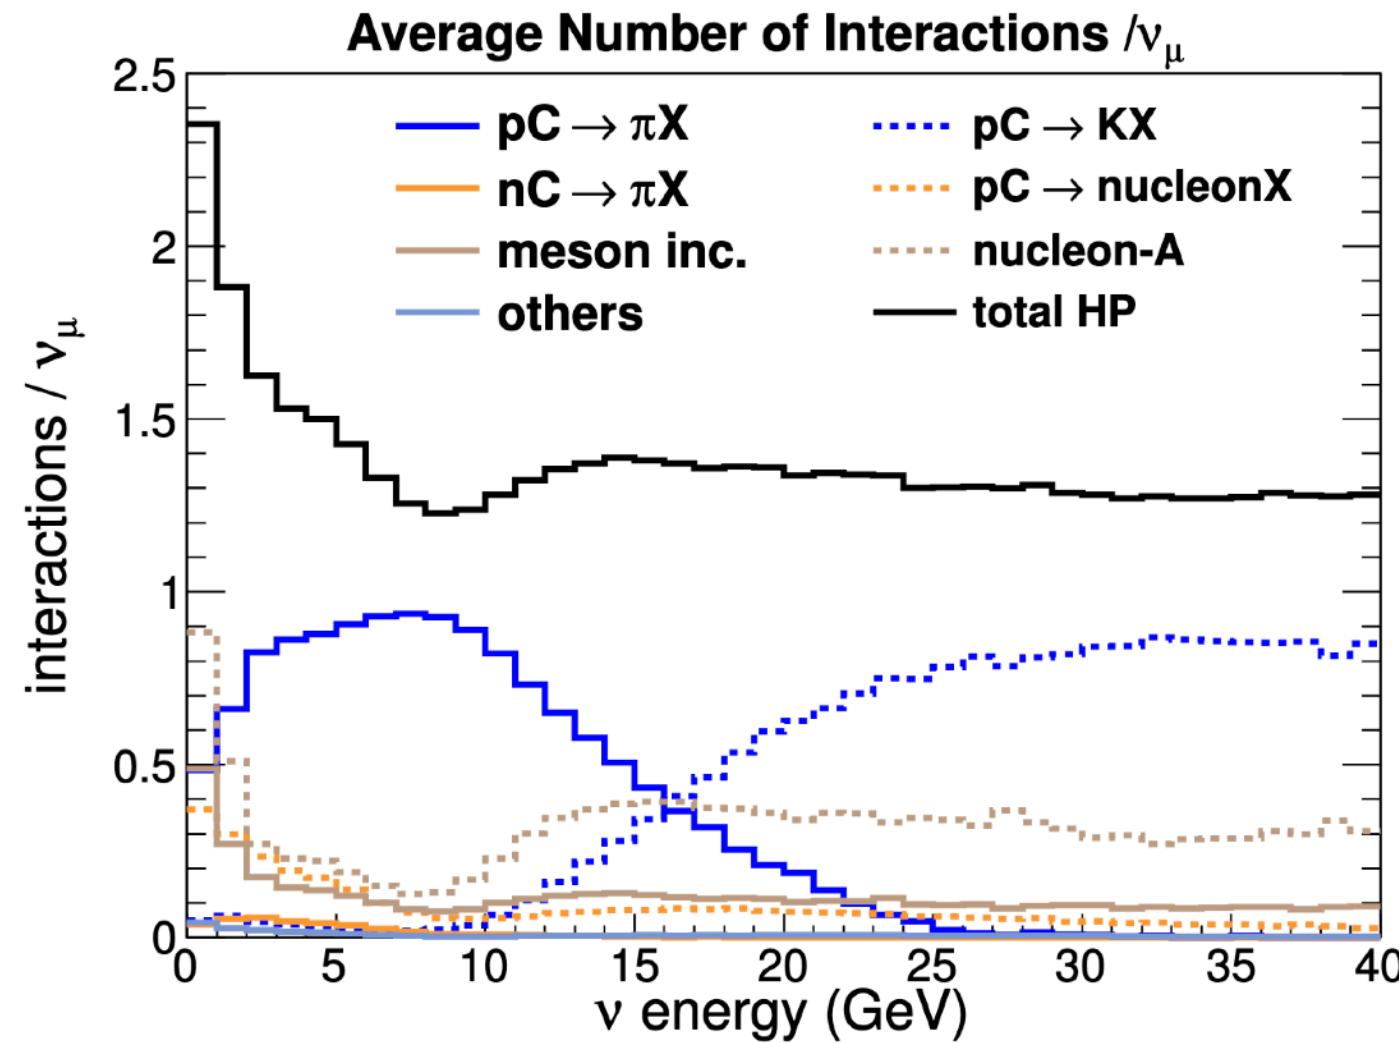 Average Number of Interactions /νμ
interactions / νμ
2.5
2
1.5
1
0.5
0
pC → πX
nC → πX
meson inc.
others
pC → KX
pC → nucleonX
nucleon-A
total HP
0 5 10 15 20 25 30 35 40
ν energy (GeV)